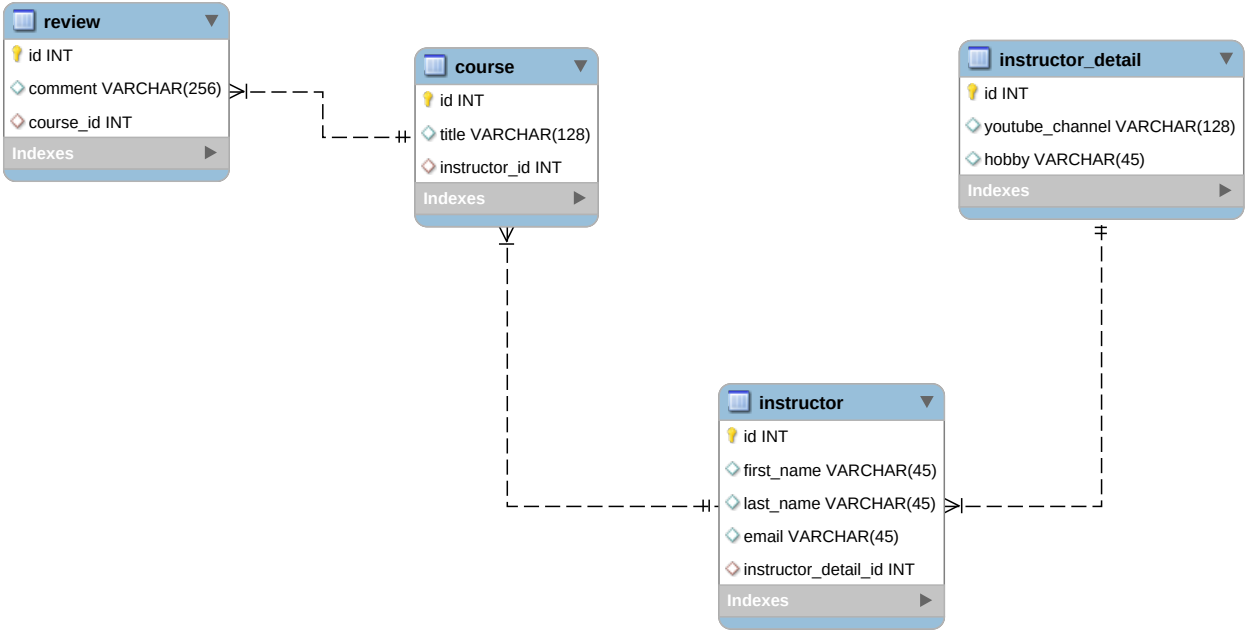 review
id INT
comment VARCHAR(256)
course_id INT
Indexes
course
id INT
title VARCHAR(128)
instructor_id INT
Indexes
instructor_detail
id INT
youtube_channel VARCHAR(128)
hobby VARCHAR(45)
Indexes
instructor
id INT
first_name VARCHAR(45)
last_name VARCHAR(45)
email VARCHAR(45)
instructor_detail_id INT
Indexes